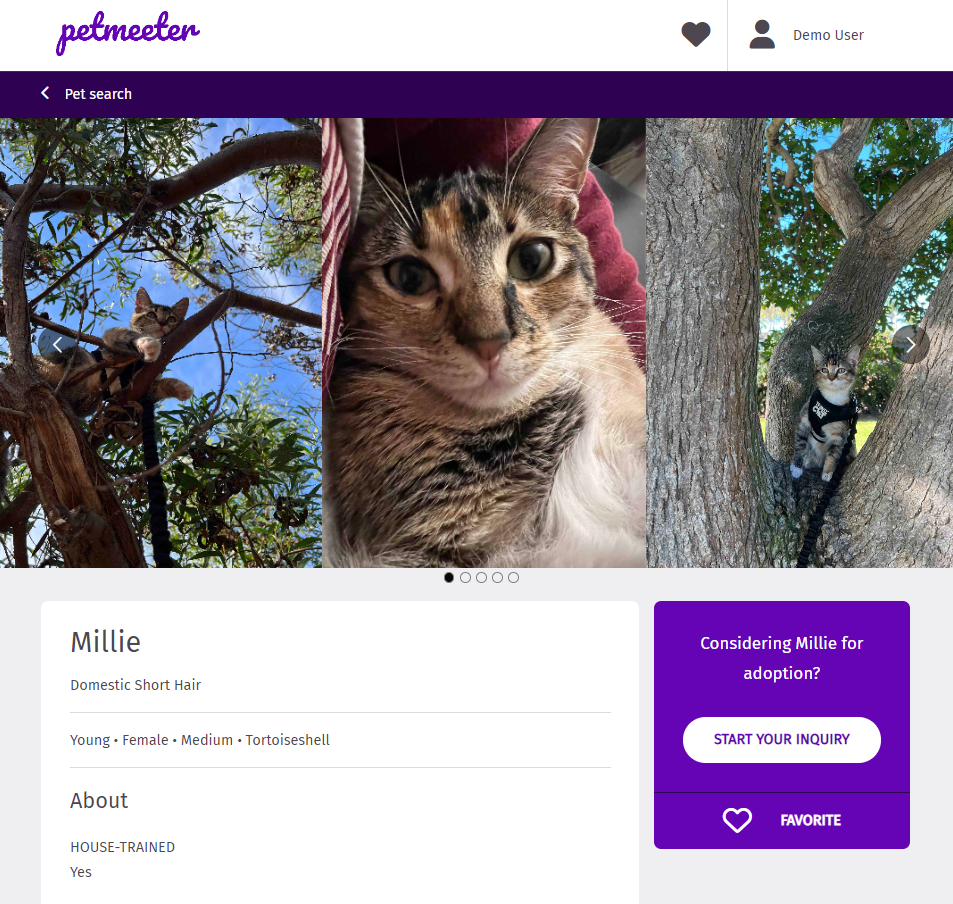 petmeeter
Demo User
Pet search
Millie
Domestic Short Hair
Young • Female • Medium • Tortoiseshell
About
HOUSE-TRAINED
Yes
Considering Millie for
adoption?
START YOUR INQUIRY
FAVORITE